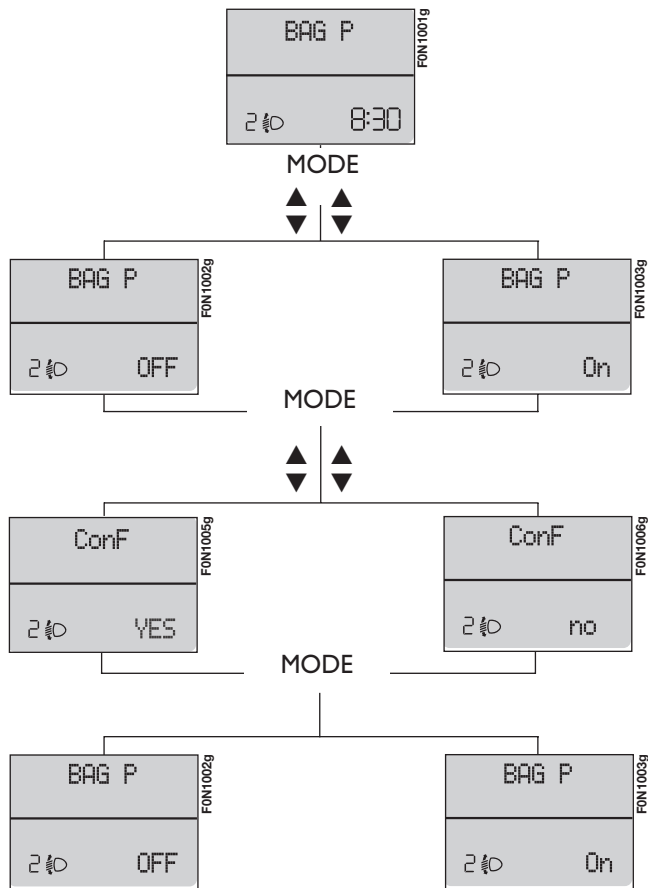 BAG P
F0N1001g
2 8:30
MODE
BAG P
F0N1002g
BAG P
F0N1003g
2 OFF
2 On
MODE
ConF
F0N1005g
ConF
F0N1006g
2 YES
2 no
MODE
BAG P
F0N1002g
BAG P
F0N1003g
2 OFF
2 On